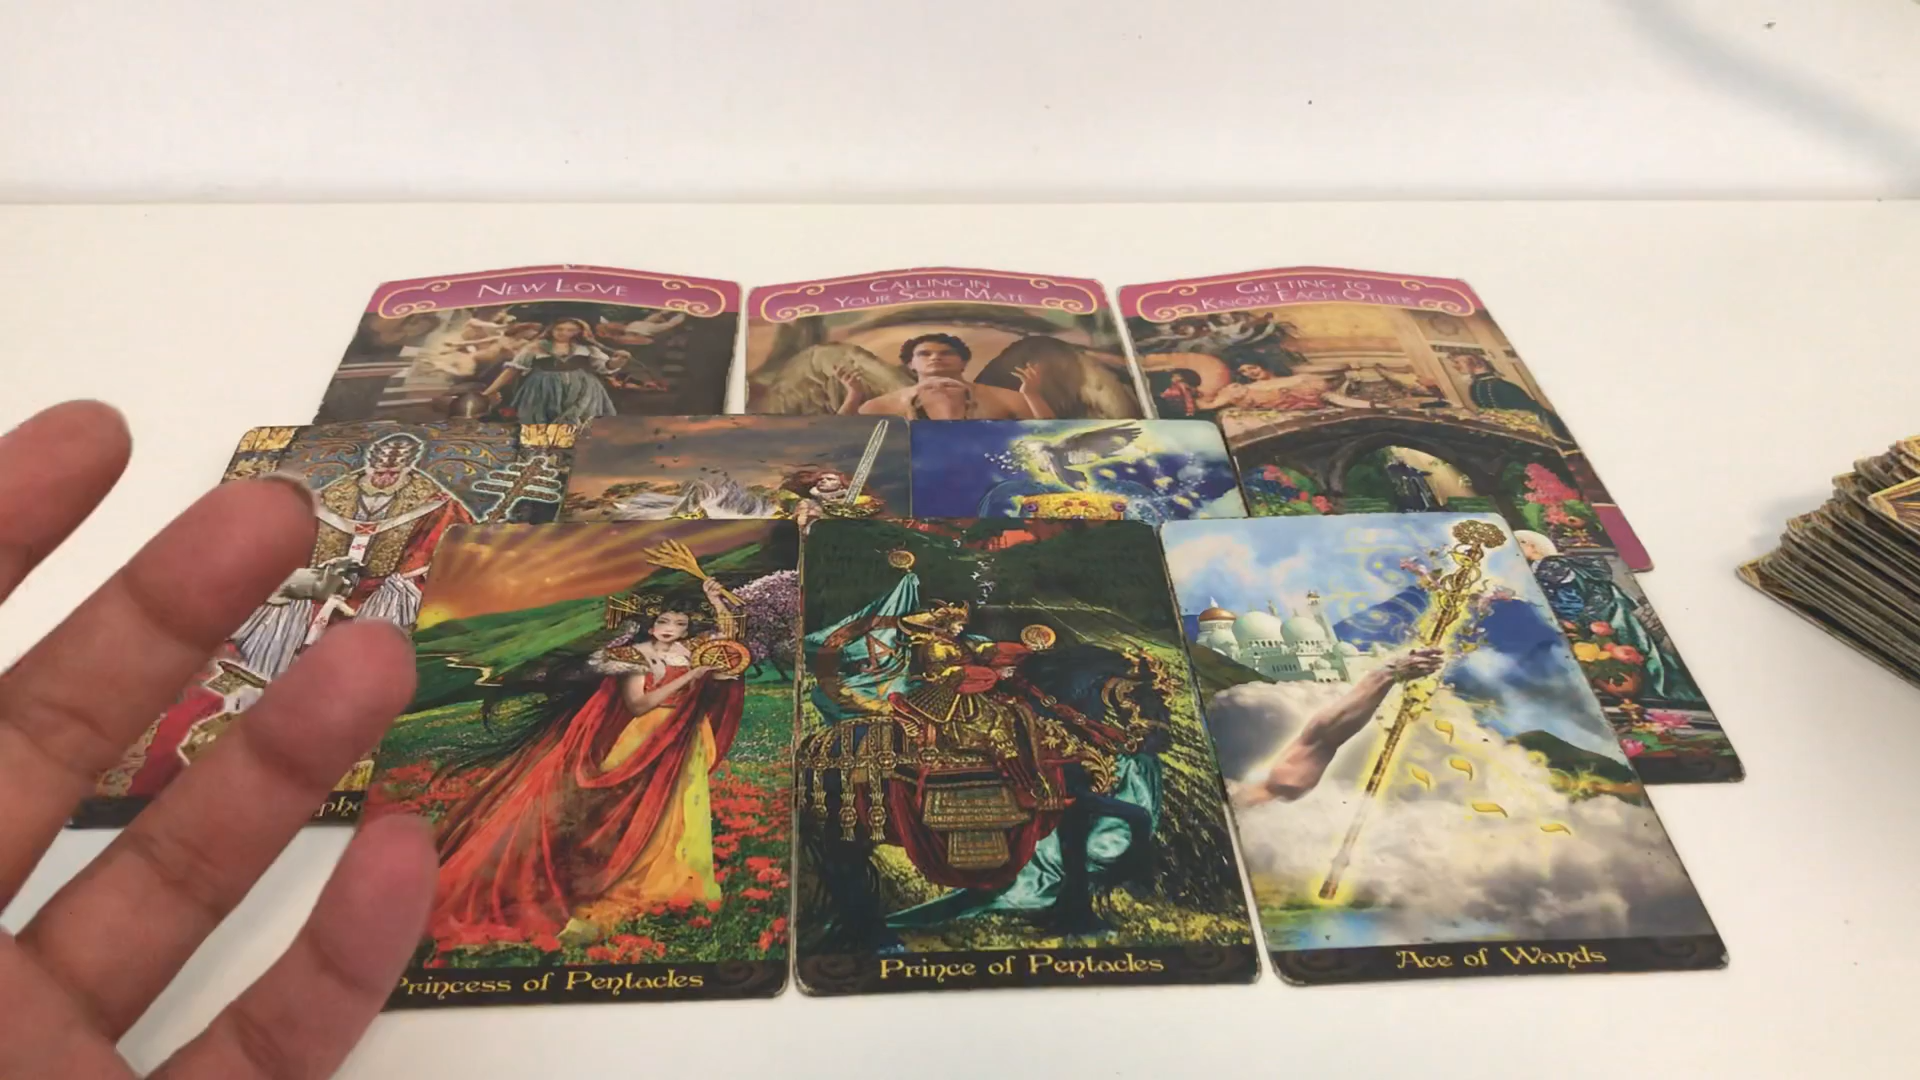 New Love
Calling in
Your Soul Mate
Getting to
Know Each Other
Princess of Pentacles
Prince of Pentacles
Ace of Wands